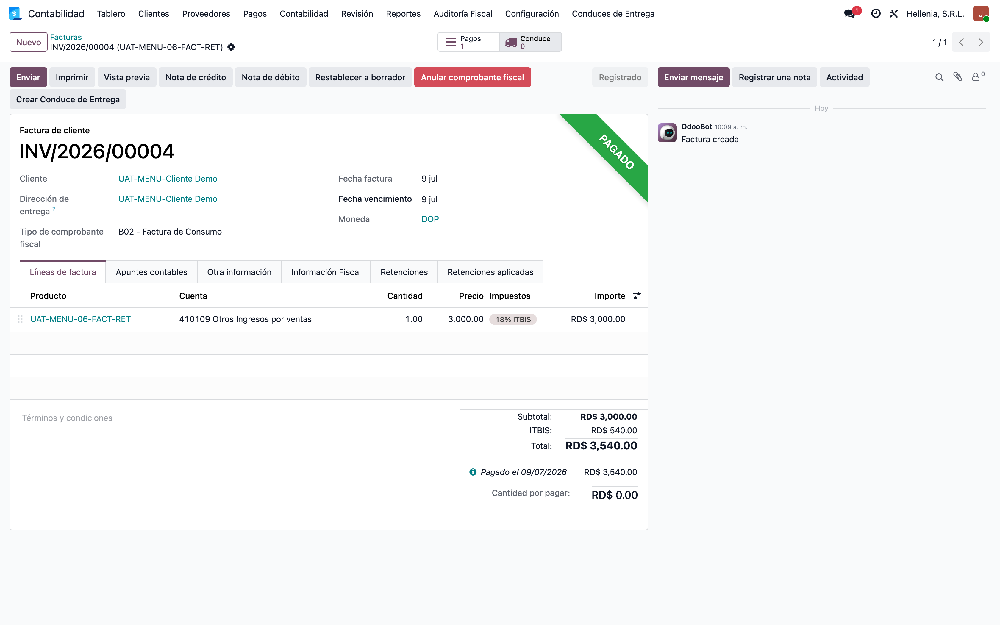 Contabilidad Tablero Clientes Proveedores Pagos Contabilidad Revisión Reportes Auditoría Fiscal Configuración Conduces de Entrega 1 Hellenia, S.R.L. J
Nuevo Facturas
INV/2026/00004 (UAT-MENU-06-FACT-RET)
Pagos
1
Conduce
0
1 / 1
Enviar Imprimir Vista previa Nota de crédito Nota de débito Restablecer a borrador Anular comprobante fiscal Registrado
Crear Conduce de Entrega
Enviar mensaje Registrar una nota Actividad 0
Hoy
OdooBot 10:09 a. m.
Factura creada
PAGADO
Factura de cliente
INV/2026/00004
Cliente UAT-MENU-Cliente Demo
Dirección de entrega ? UAT-MENU-Cliente Demo
Tipo de comprobante fiscal B02 - Factura de Consumo
Fecha factura 9 jul
Fecha vencimiento 9 jul
Moneda DOP
Líneas de factura Apuntes contables Otra información Información Fiscal Retenciones Retenciones aplicadas
Producto Cuenta Cantidad Precio Impuestos Importe
UAT-MENU-06-FACT-RET 410109 Otros Ingresos por ventas 1.00 3,000.00 18% ITBIS RD$ 3,000.00
Términos y condiciones
Subtotal: RD$ 3,000.00
ITBIS: RD$ 540.00
Total: RD$ 3,540.00
Pagado el 09/07/2026 RD$ 3,540.00
Cantidad por pagar: RD$ 0.00